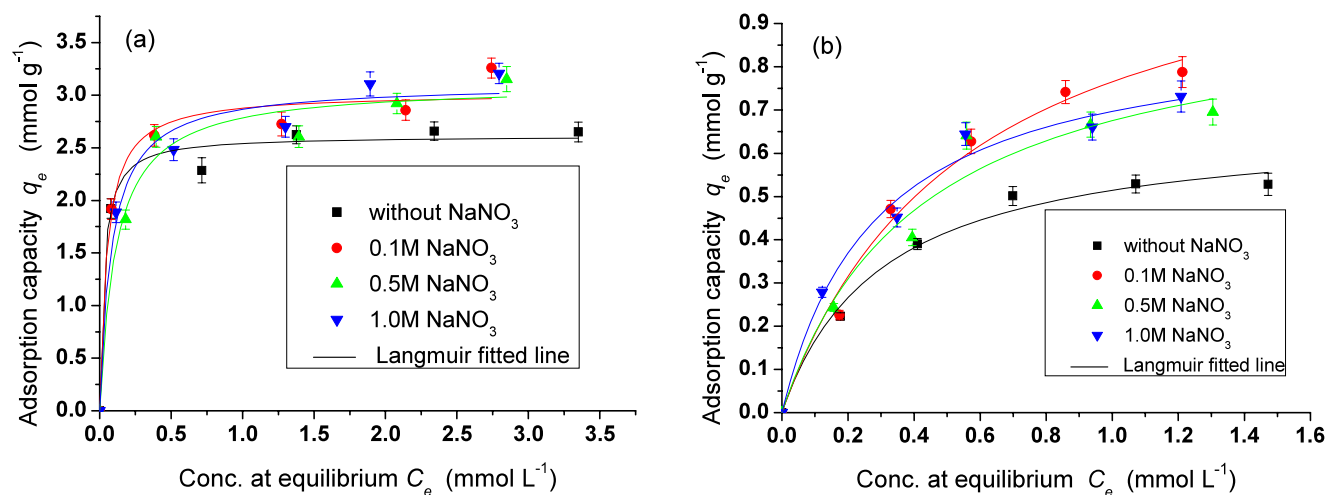 (a)
Adsorption capacity q_e (mmol g^-1)
3.5
3.0
2.5
2.0
1.5
1.0
0.5
0.0
without NaNO₃
0.1M NaNO₃
0.5M NaNO₃
1.0M NaNO₃
Langmuir fitted line
0.0 0.5 1.0 1.5 2.0 2.5 3.0 3.5
Conc. at equilibrium C_e (mmol L^-1)
(b)
Adsorption capacity q_e (mmol g^-1)
0.9
0.8
0.7
0.6
0.5
0.4
0.3
0.2
0.1
0.0
without NaNO₃
0.1M NaNO₃
0.5M NaNO₃
1.0M NaNO₃
Langmuir fitted line
0.0 0.2 0.4 0.6 0.8 1.0 1.2 1.4 1.6
Conc. at equilibrium C_e (mmol L^-1)